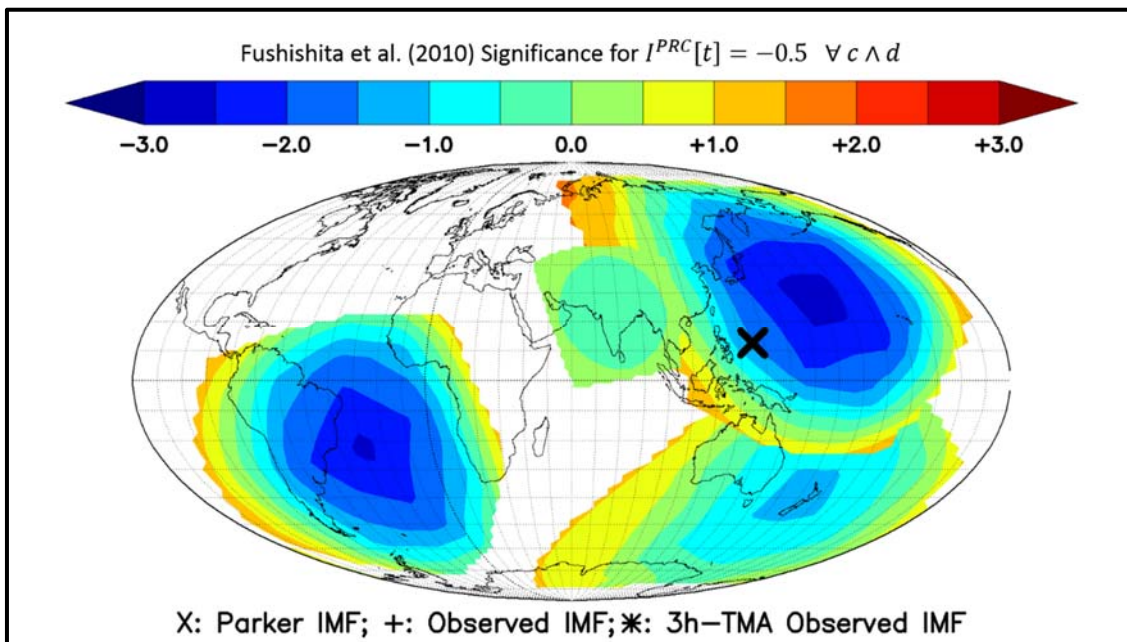 Fushishita et al. (2010) Significance for I^{PRC}[t] = −0.5 ∀ c ∧ d
−3.0 −2.0 −1.0 0.0 +1.0 +2.0 +3.0
X: Parker IMF; +: Observed IMF; ⁎: 3h−TMA Observed IMF